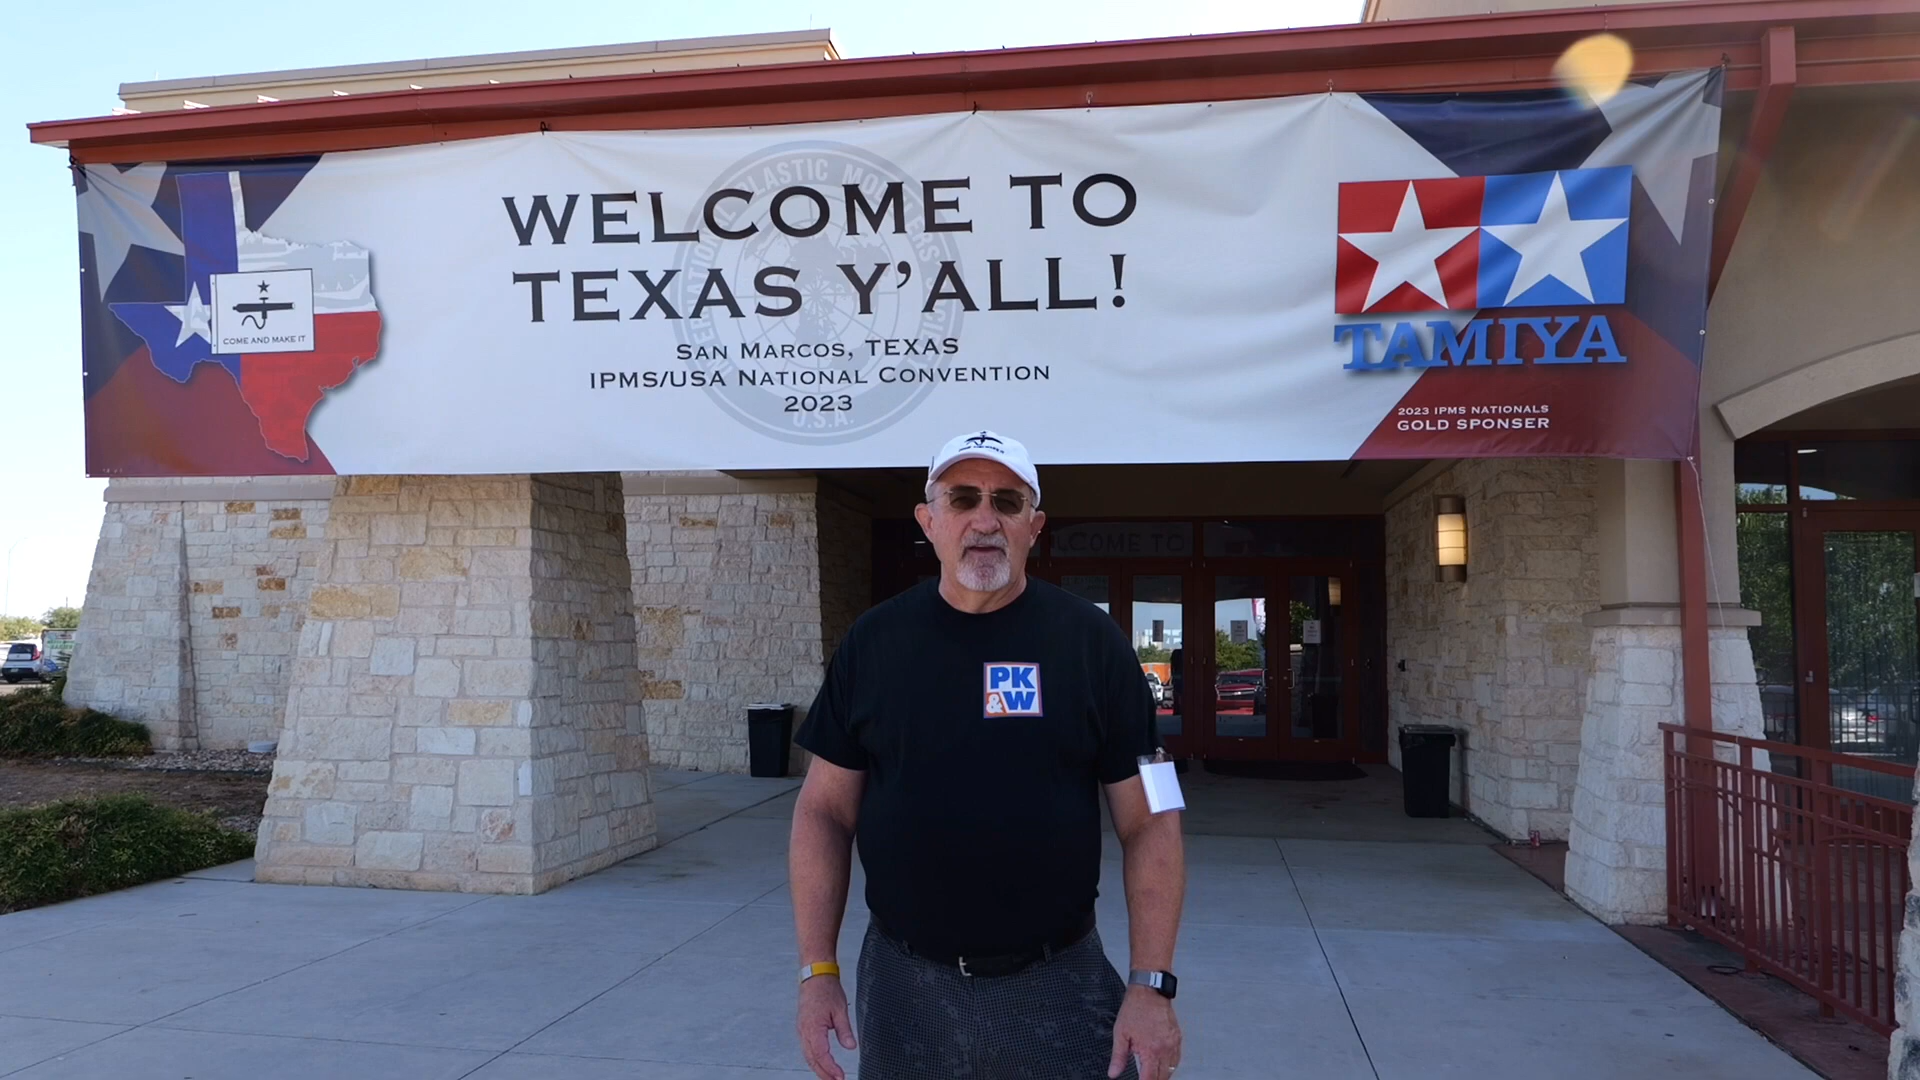 WELCOME TO
TEXAS Y'ALL!
SAN MARCOS, TEXAS
IPMS/USA NATIONAL CONVENTION
2023
U.S.A.
COME AND MAKE IT
TAMIYA
2023 IPMS NATIONALS
GOLD SPONSER
PK
&W